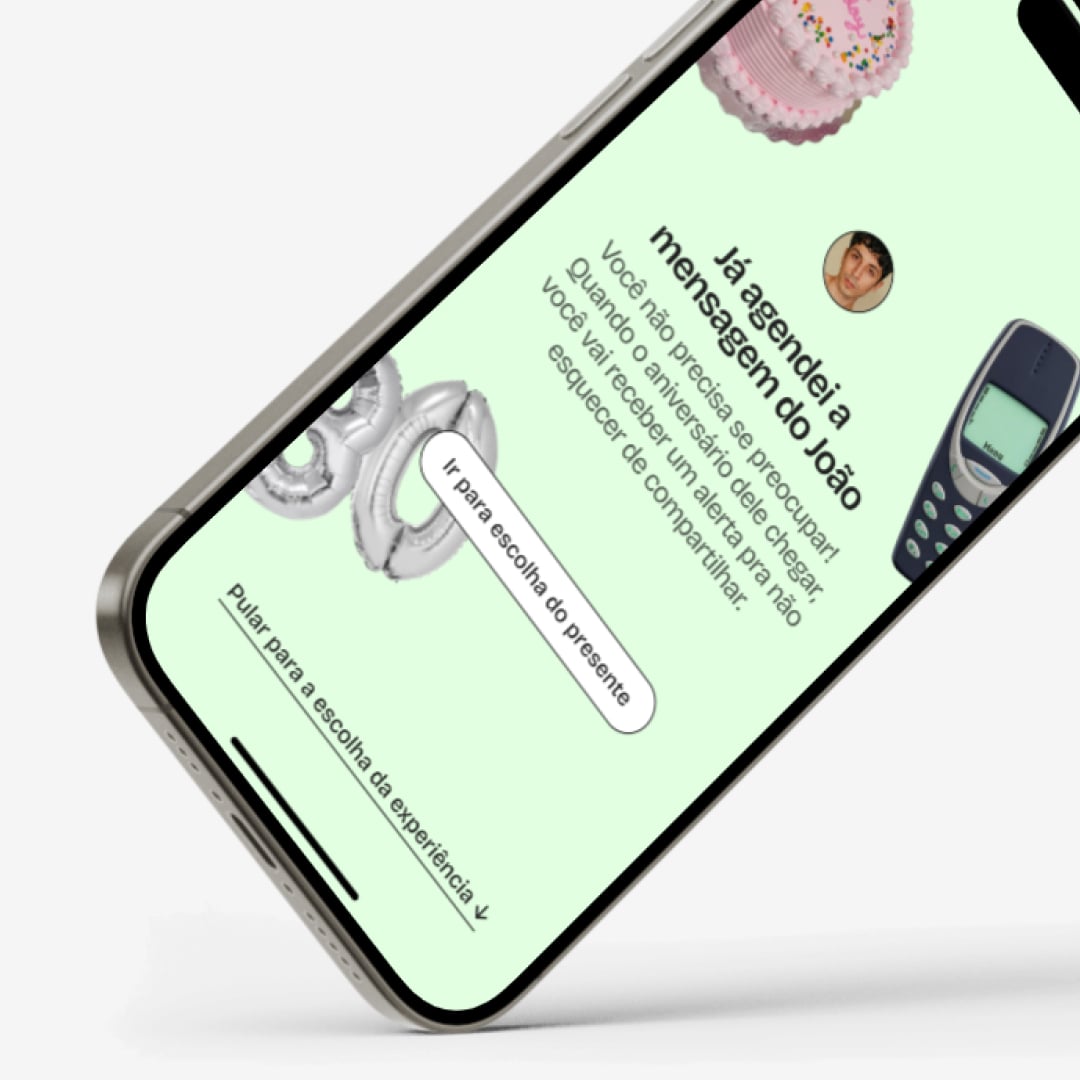 day
Já agendei a
mensagem do João
Você não precisa se preocupar!
Quando o aniversário dele chegar,
você vai receber um alerta pra não
esquecer de compartilhar.
Ir para escolha do presente
Pular para a escolha da experiência